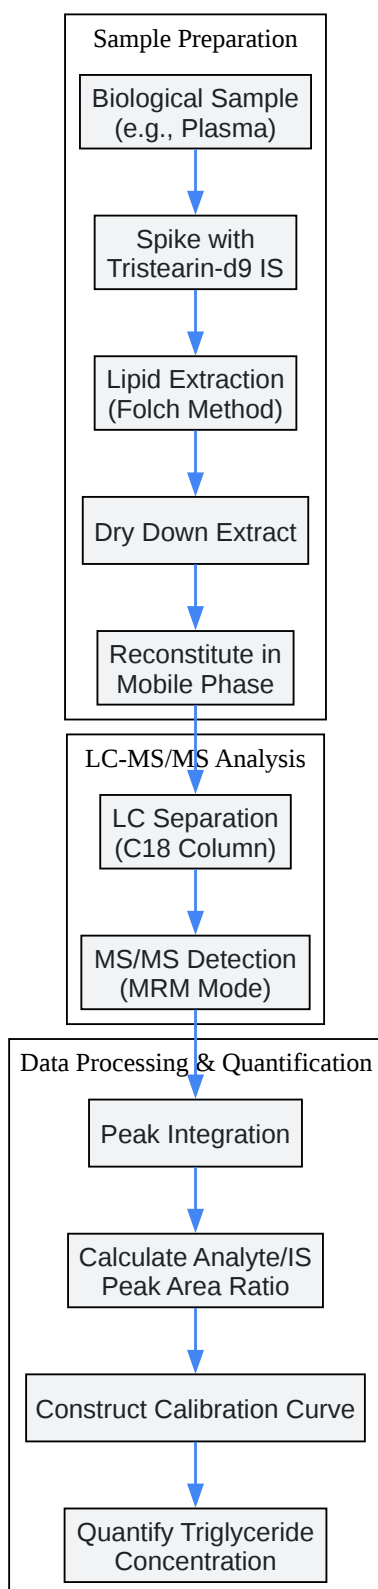 Sample Preparation
Biological Sample
(e.g., Plasma)
Spike with
Tristearin-d9 IS
Lipid Extraction
(Folch Method)
Dry Down Extract
Reconstitute in
Mobile Phase
LC-MS/MS Analysis
LC Separation
(C18 Column)
MS/MS Detection
(MRM Mode)
Data Processing & Quantification
Peak Integration
Calculate Analyte/IS
Peak Area Ratio
Construct Calibration Curve
Quantify Triglyceride
Concentration